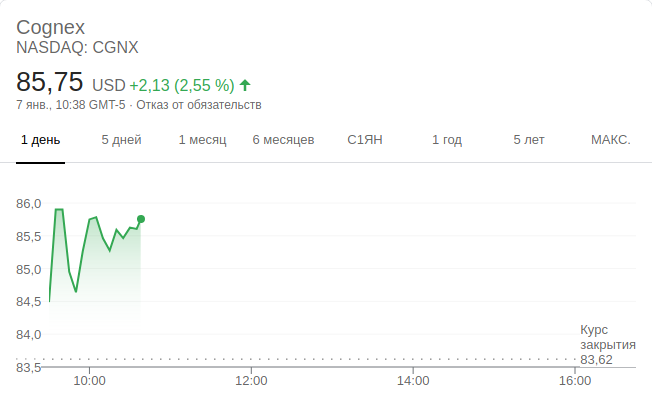 Cognex
NASDAQ: CGNX
85,75 USD +2,13 (2,55 %)
7 янв., 10:38 GMT-5 · Отказ от обязательств
1 день 5 дней 1 месяц 6 месяцев С1ЯН 1 год 5 лет МАКС.
86,0
85,5
85,0
84,5
84,0
Курс
закрытия
83,62
83,5
10:00 12:00 14:00 16:00